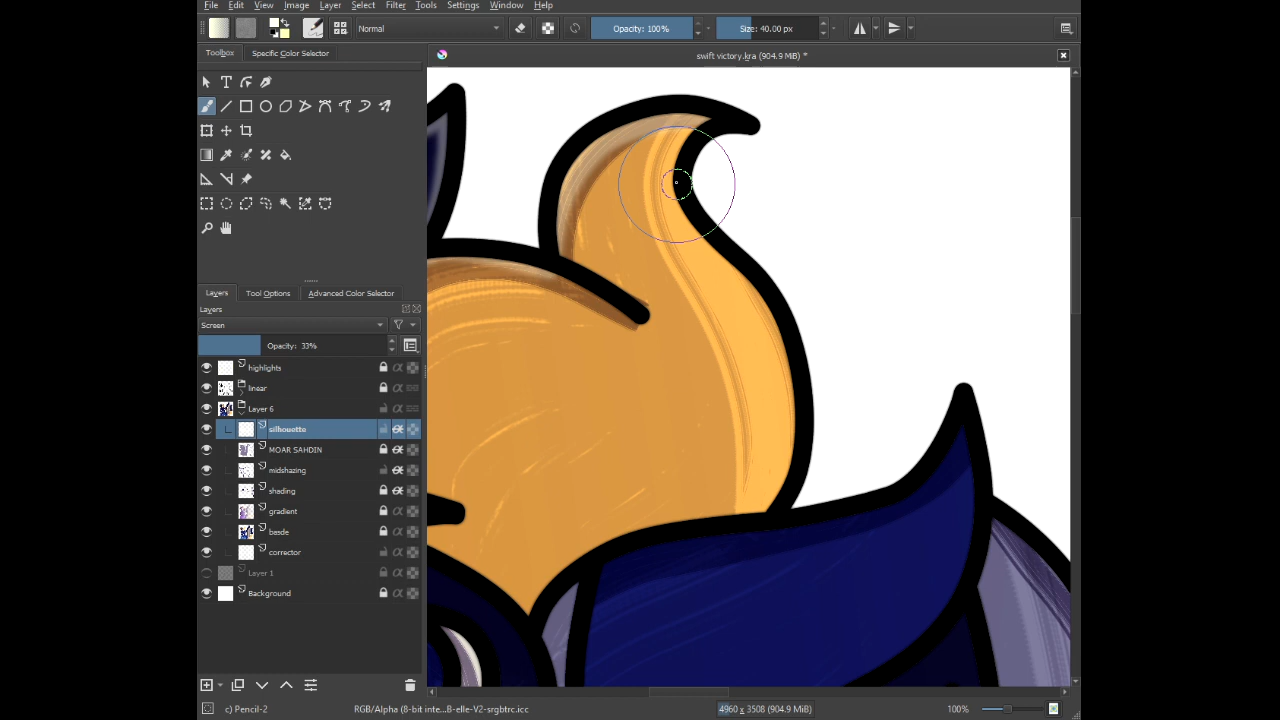 File Edit View Image Layer Select Filter Tools Settings Window Help
Normal Opacity: 100% Size: 40.00 px
Toolbox Specific Color Selector
swift victory.kra (904.9 MiB) *
Layers Tool Options Advanced Color Selector
Layers
Screen
Opacity: 33%
highlights
linear
Layer 6
silhouette
MOAR SAHDIN
midshazing
shading
gradient
basde
corrector
Layer 1
Background
c) Pencil-2 RGB/Alpha (8-bit inte...B-elle-V2-srgbtrc.icc 4960 x 3508 (904.9 MiB) 100%